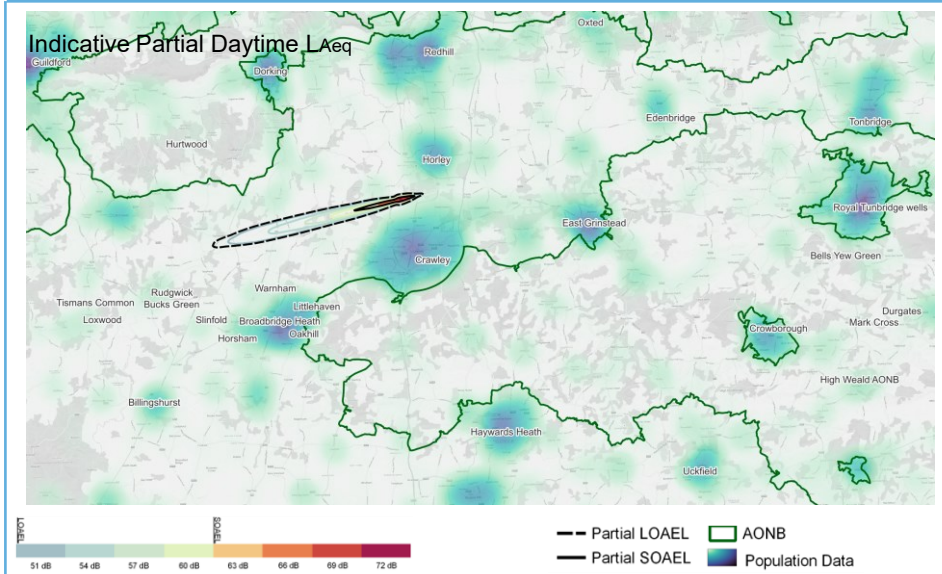 Indicative Partial Daytime LAeq
Oxted
Guildford
Redhill
Dorking
Edenbridge
Tonbridge
Hurtwood
Horley
Royal Tunbridge wells
East Grinstead
Crawley
Bells Yew Green
Warnham
Rudgwick
Tismans Common
Bucks Green
Littlehaven
Loxwood
Slinfold
Broadbridge Heath
Durgates
Mark Cross
Horsham
Oakhill
Crowborough
High Weald AONB
Billingshurst
Haywards Heath
Uckfield
LOAEL
SOAEL
51 dB 54 dB 57 dB 60 dB 63 dB 66 dB 69 dB 72 dB
Partial LOAEL
AONB
Partial SOAEL
Population Data